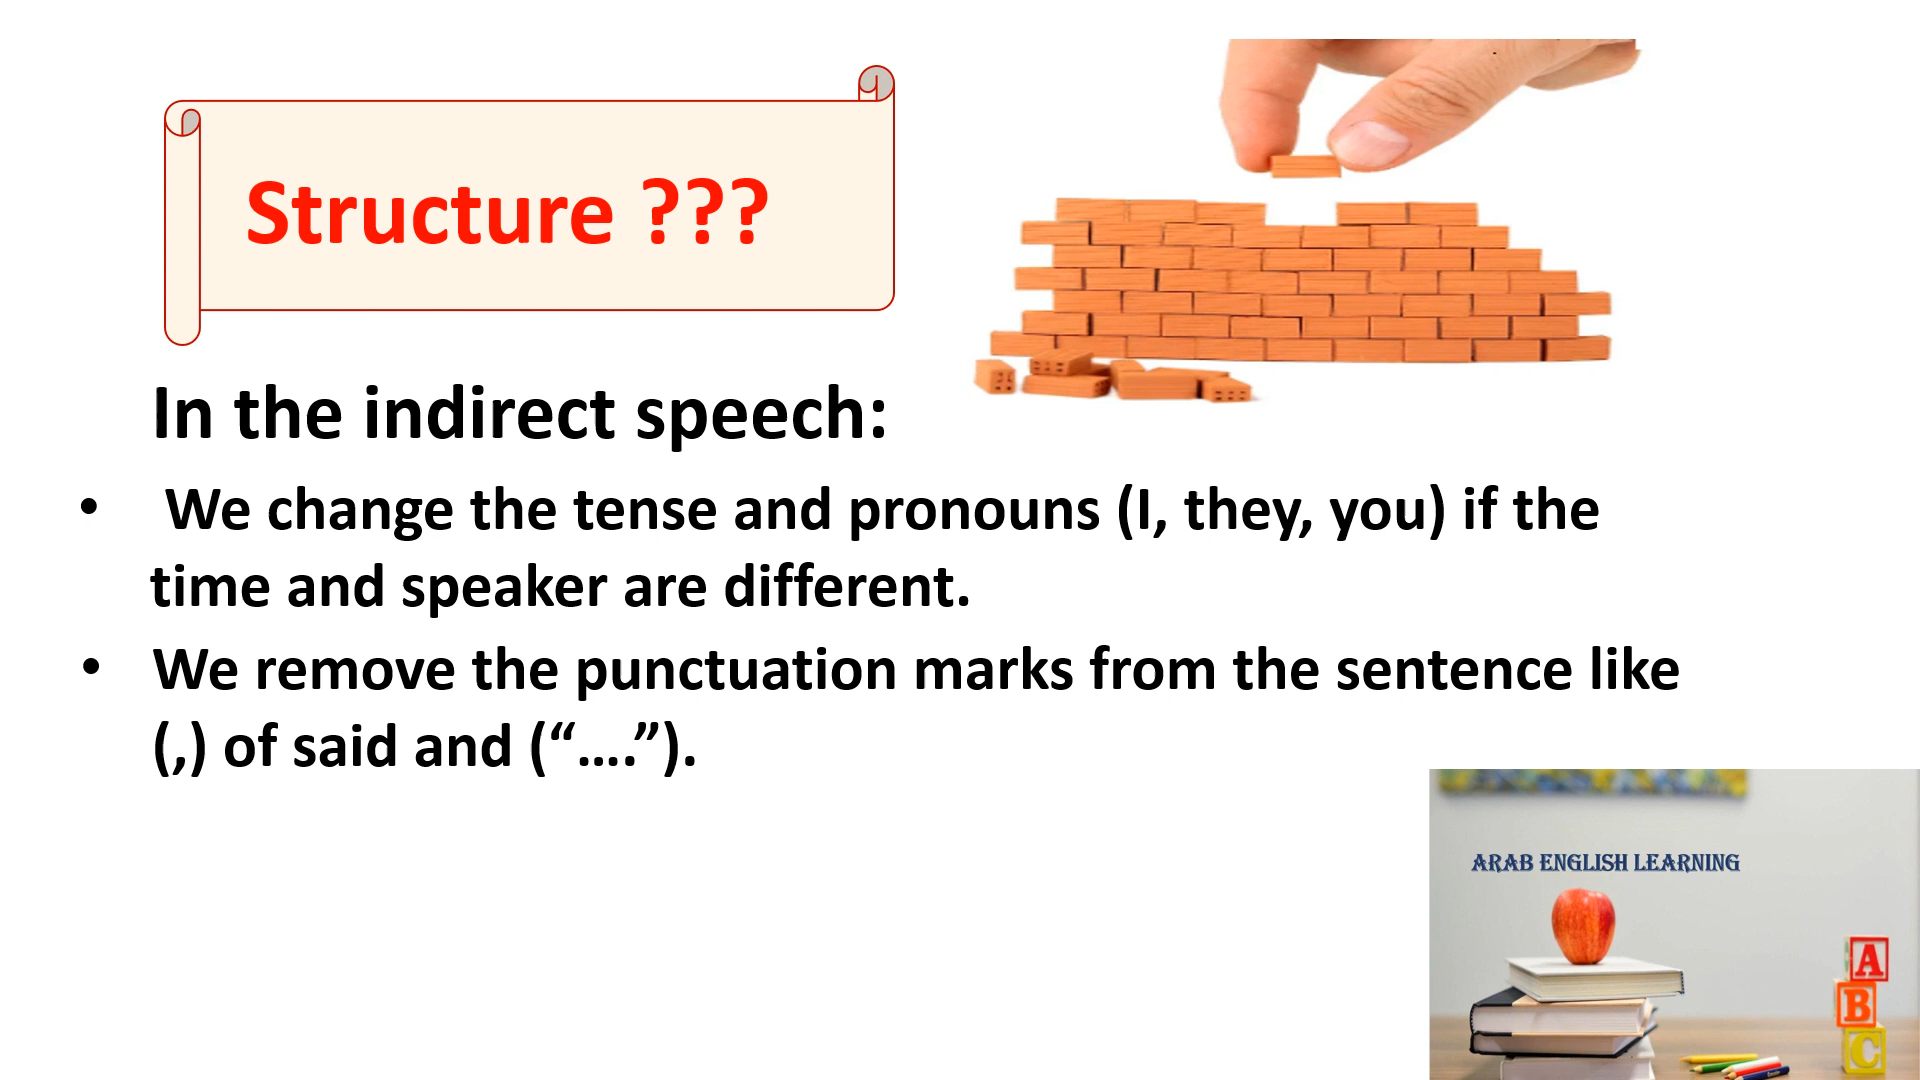 Structure ???
In the indirect speech:
• We change the tense and pronouns (I, they, you) if the
time and speaker are different.
• We remove the punctuation marks from the sentence like
(,) of said and (“....”).
ARAB ENGLISH LEARNING
A
B
C